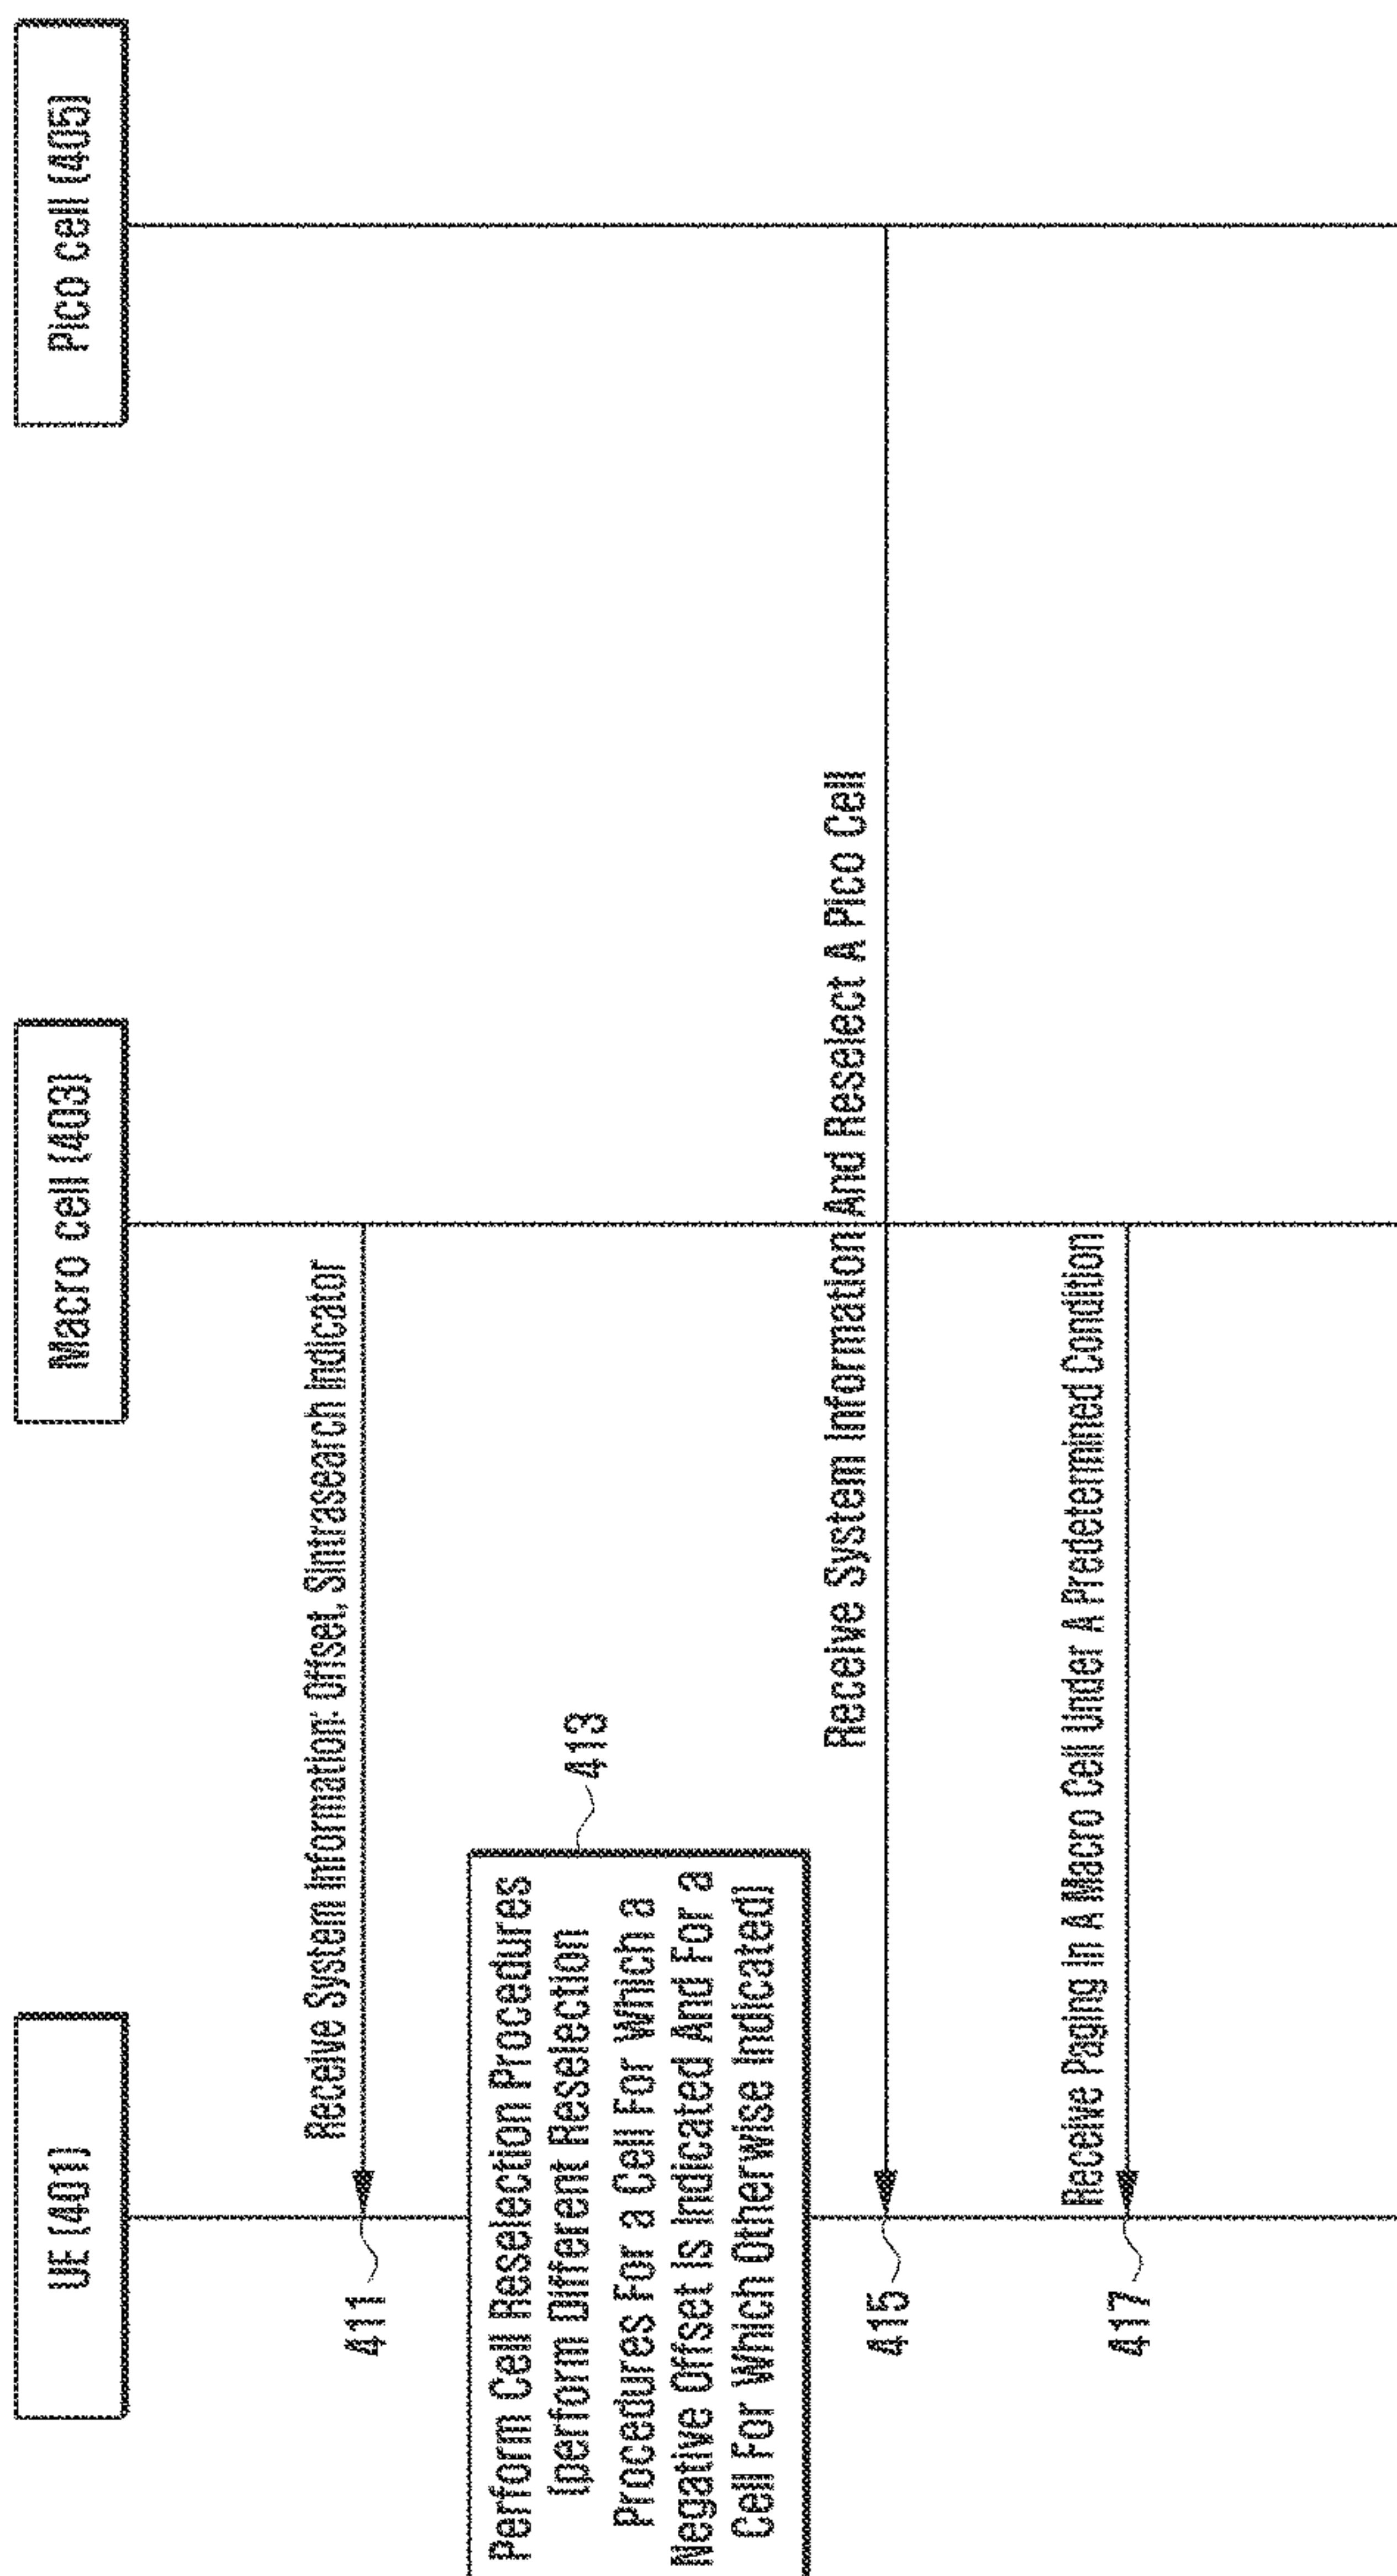 UE (401)
Macro cell (403)
Pico cell (405)
Receive System Information: Offset, Sintrasearch Indicator
411
Perform Cell Reselection Procedures
(perform Different Reselection
Procedures For a Cell For Which a
Negative Offset Is Indicated And For a
Cell For Which Otherwise Indicated)
413
Receive System Information And Reselect A Pico Cell
415
Receive Paging In A Macro Cell Under A Predetermined Condition
417